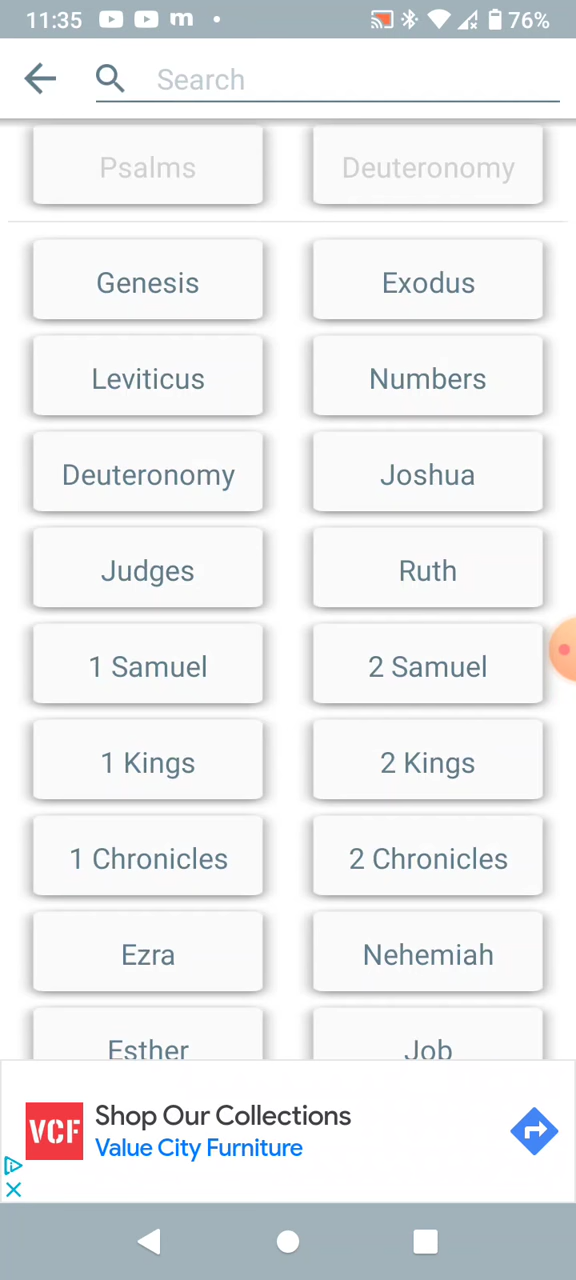 11:35 m 76%
Search
Psalms Deuteronomy
Genesis Exodus
Leviticus Numbers
Deuteronomy Joshua
Judges Ruth
1 Samuel 2 Samuel
1 Kings 2 Kings
1 Chronicles 2 Chronicles
Ezra Nehemiah
Esther Job
VCF Shop Our Collections
Value City Furniture